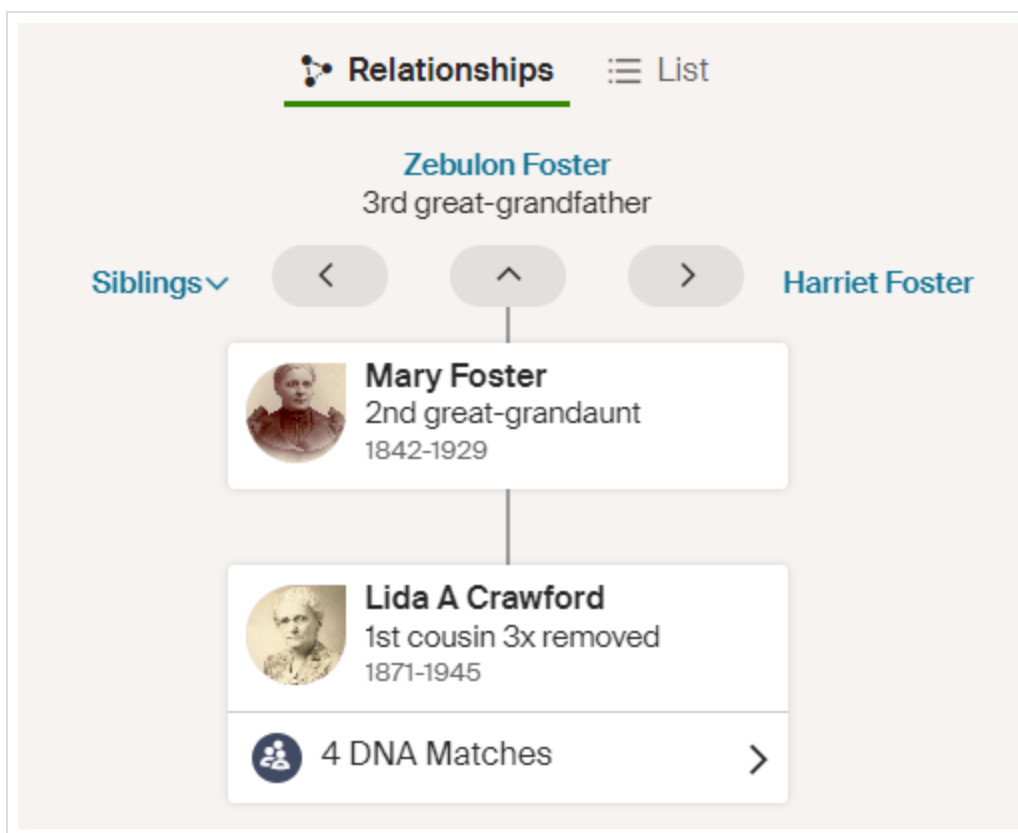 Relationships
List
Zebulon Foster
3rd great-grandfather
Siblings
Harriet Foster
Mary Foster
2nd great-grandaunt
1842-1929
Lida A Crawford
1st cousin 3x removed
1871-1945
4 DNA Matches